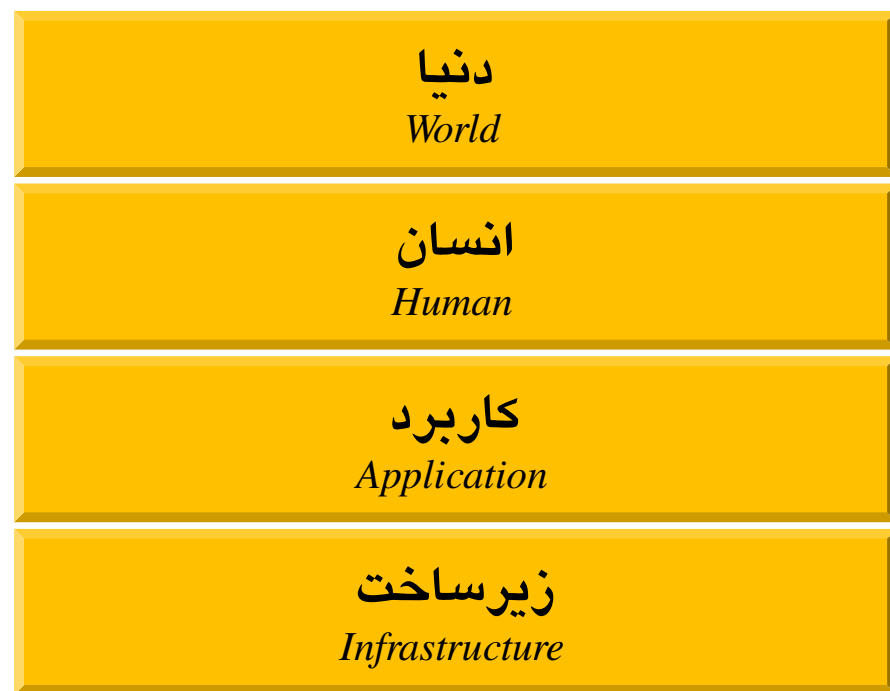 دنیا
World
انسان
Human
کاربرد
Application
زیرساخت
Infrastructure